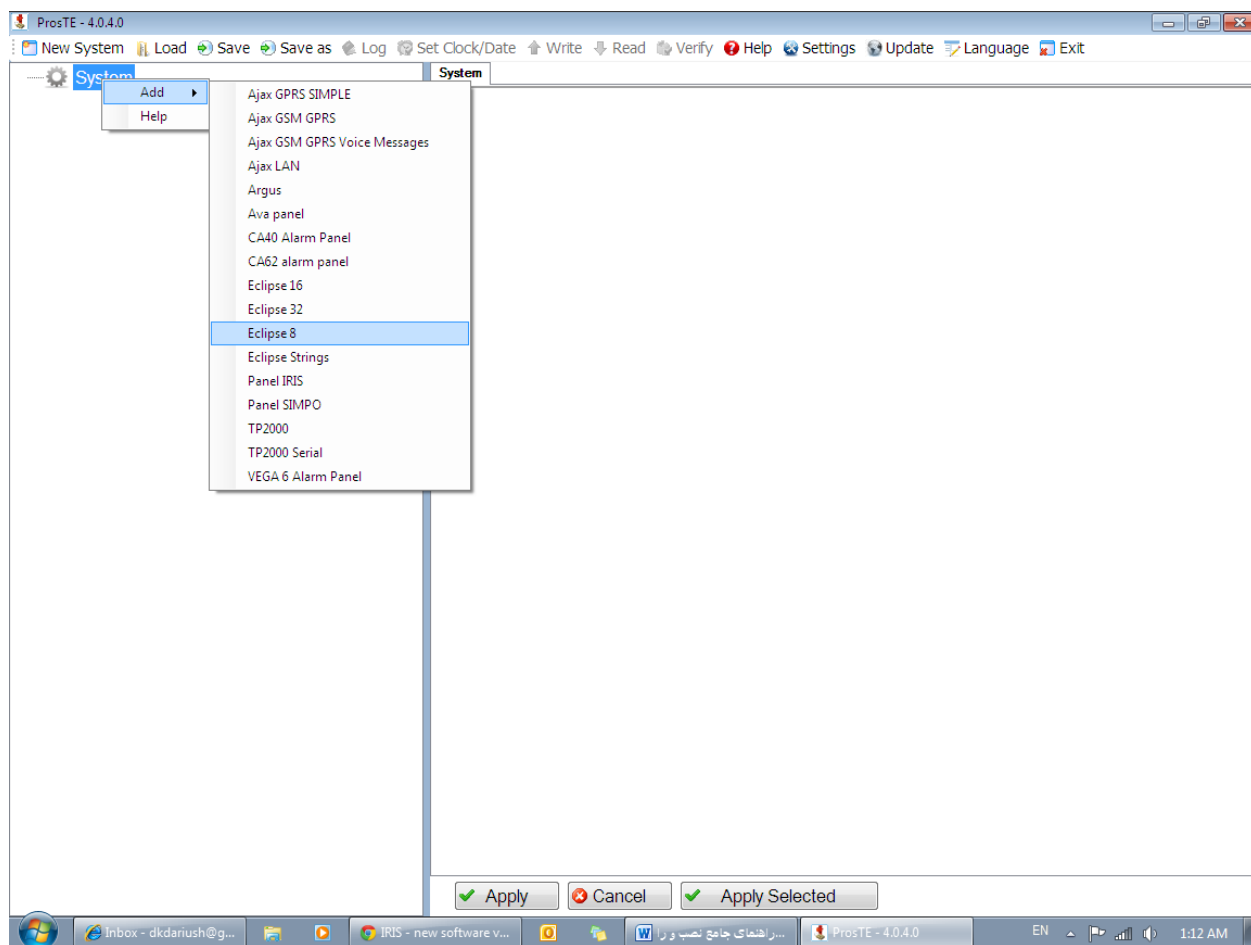 ProsTE - 4.0.4.0
New System Load Save Save as Log Set Clock/Date Write Read Verify Help Settings Update Language Exit
System
System
Add
Help
Ajax GPRS SIMPLE
Ajax GSM GPRS
Ajax GSM GPRS Voice Messages
Ajax LAN
Argus
Ava panel
CA40 Alarm Panel
CA62 alarm panel
Eclipse 16
Eclipse 32
Eclipse 8
Eclipse Strings
Panel IRIS
Panel SIMPO
TP2000
TP2000 Serial
VEGA 6 Alarm Panel
Apply Cancel Apply Selected
Inbox - dkdariush@g... IRIS - new software v... راهنمای جامع نصب و را... ProsTE - 4.0.4.0 EN 1:12 AM